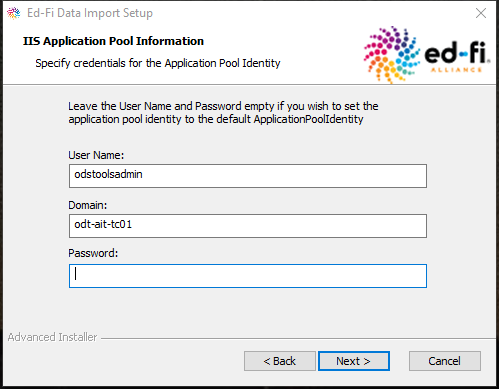 Ed-Fi Data Import Setup
IIS Application Pool Information
Specify credentials for the Application Pool Identity
ed-fi
ALLIANCE
Leave the User Name and Password empty if you wish to set the
application pool identity to the default ApplicationPoolIdentity
User Name:
odstoolsadmin
Domain:
odt-ait-tc01
Password:
Advanced Installer
< Back
Next >
Cancel